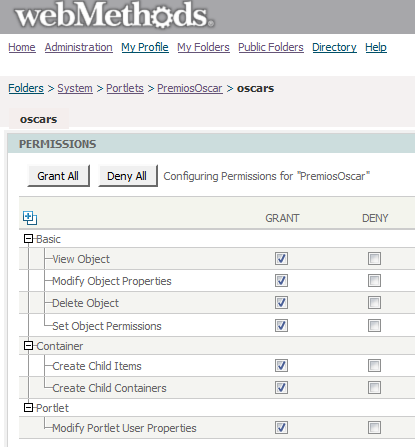 webMethods.
Home Administration My Profile My Folders Public Folders Directory Help
Folders > System > Portlets > PremiosOscar > oscars
oscars
PERMISSIONS
Grant All Deny All Configuring Permissions for "PremiosOscar"
GRANT DENY
Basic
View Object
Modify Object Properties
Delete Object
Set Object Permissions
Container
Create Child Items
Create Child Containers
Portlet
Modify Portlet User Properties